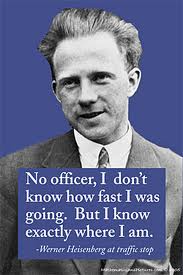 No officer, I don't
know how fast I was
going. But I know
exactly where I am.
-Werner Heisenberg at traffic stop